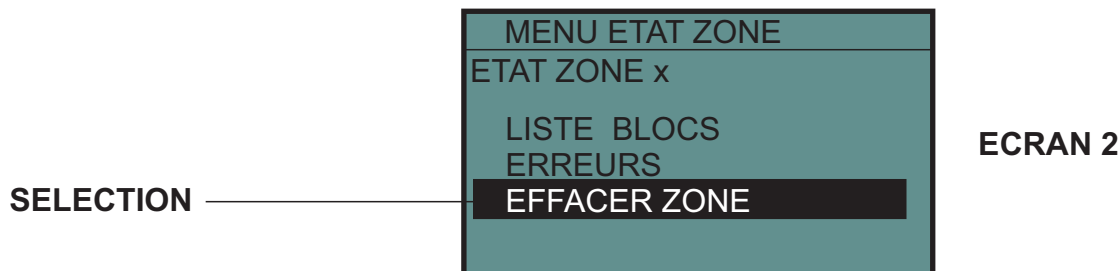 MENU ETAT ZONE
ETAT ZONE x
LISTE BLOCS
ERREURS
EFFACER ZONE
SELECTION
ECRAN 2